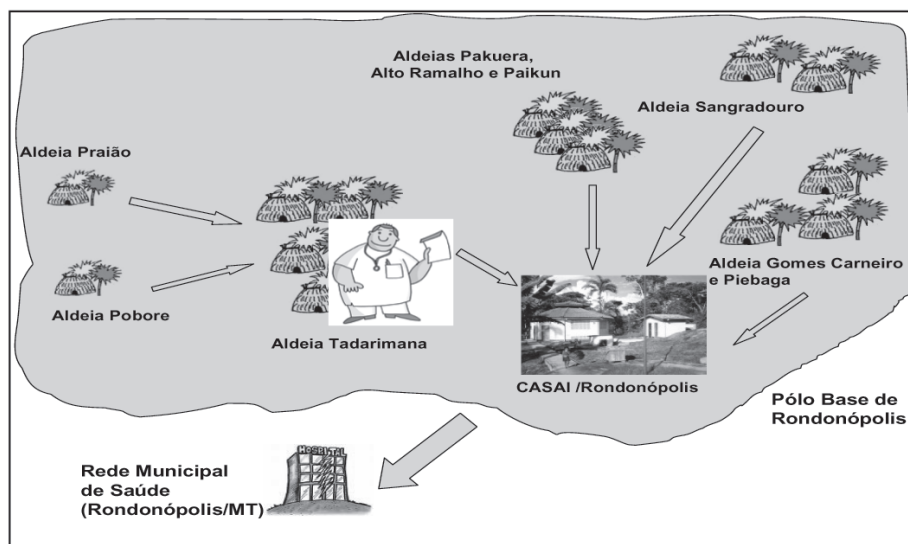 Aldeias Pakuera,
Alto Ramalho e Paikun
Aldeia Sangradouro
Aldeia Praião
Aldeia Gomes Carneiro
e Piebaga
Aldeia Pobore
Aldeia Tadarimana
CASAI /Rondonópolis
Pólo Base de
Rondonópolis
HOSPITAL
Rede Municipal
de Saúde
(Rondonópolis/MT)